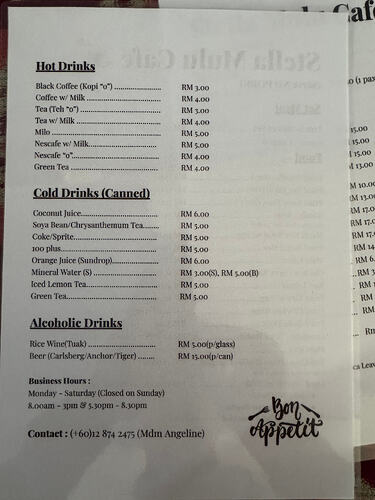 Stella Mulu Cafe
Cafe
Hot Drinks
Black Coffee (Kopi "o") ..................... RM 3.00
Coffee w/ Milk ................................. RM 4.00
Tea (Teh "o") ................................... RM 3.00
Tea w/ Milk ..................................... RM 4.00
Milo ................................................ RM 5.00
Nescafe w/ Milk.............................. RM 5.00
Nescafe "o"...................................... RM 4.00
Green Tea ....................................... RM 4.00
Cold Drinks (Canned)
Coconut Juice.................................. RM 6.00
Soya Bean/Chrysanthemum Tea....... RM 5.00
Coke/Sprite..................................... RM 5.00
100 plus.......................................... RM 5.00
Orange Juice (Sundrop).................. RM 6.00
Mineral Water (S) ........................... RM 3.00(S), RM 5.00(B)
Iced Lemon Tea............................... RM 5.00
Green Tea....................................... RM 5.00
Alcoholic Drinks
Rice Wine(Tuak) ............................ RM 5.00(p/glass)
Beer (Carlsberg/Anchor/Tiger) ....... RM 15.00(p/can)
Business Hours :
Monday - Saturday (Closed on Sunday)
8.00am - 3pm & 5.30pm - 8.30pm
Bon
Appetit
Contact : (+60)12 874 2475 (Mdm Angeline)